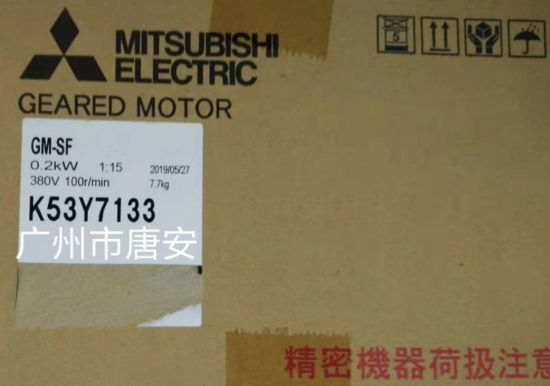 MITSUBISHI
ELECTRIC
GEARED MOTOR
5
GM-SF
0.2kW 1:15 2019/05/27
380V 100r/min 7.7kg
K53Y7133
广州市唐安
精密機器荷扱注意